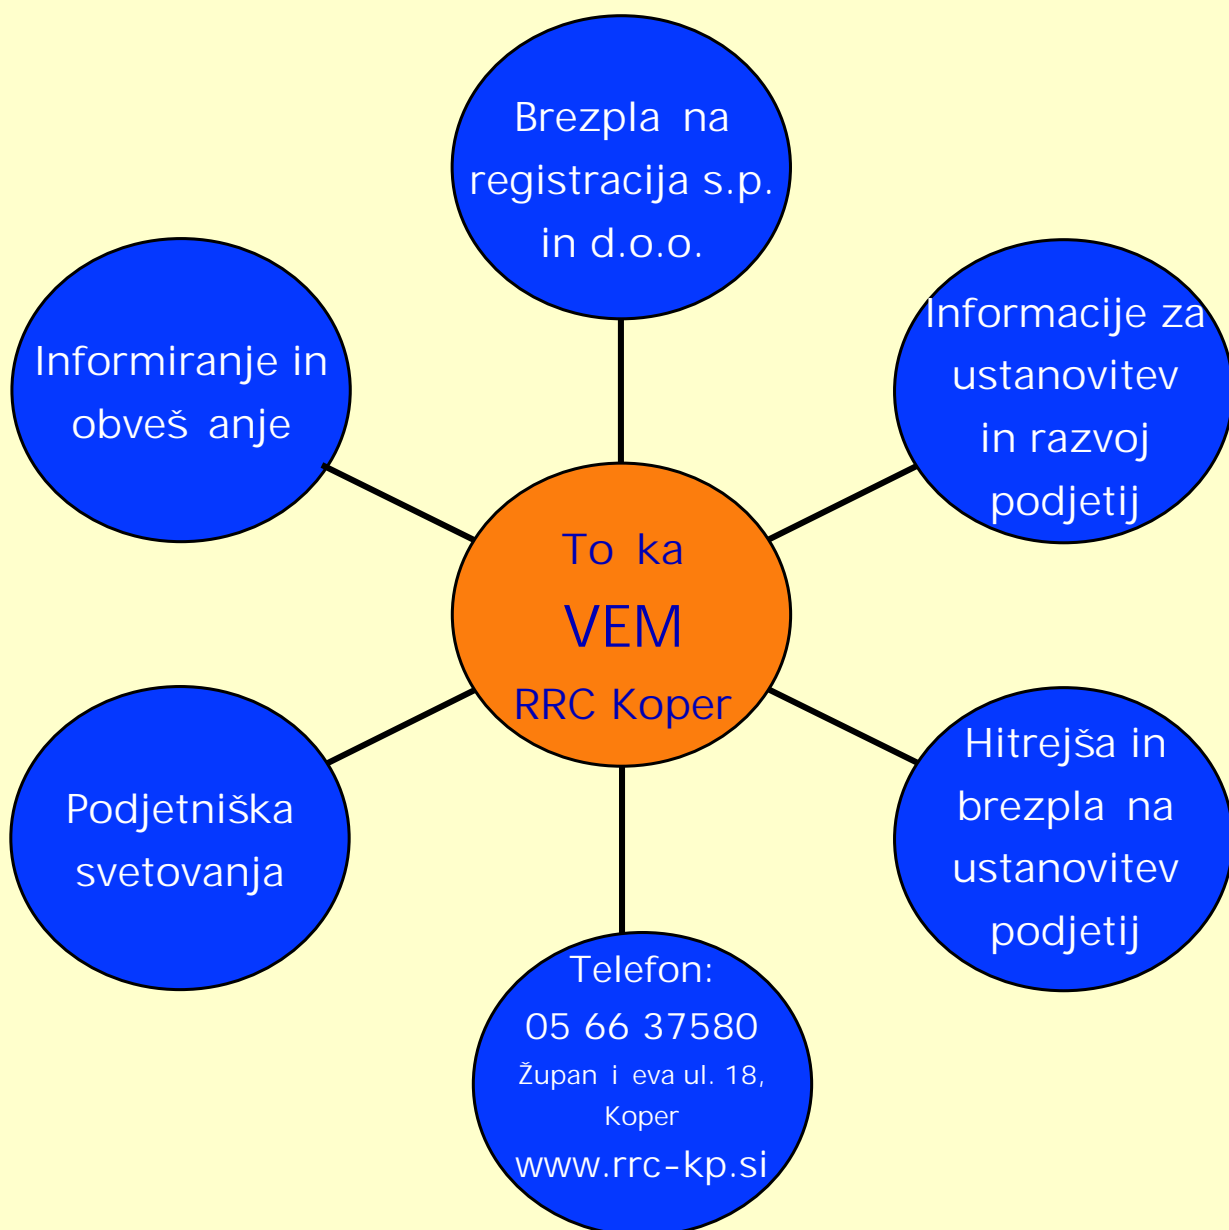 Brezpla na
registracija s.p.
in d.o.o.
Informiranje in
obveš anje
Informacije za
ustanovitev
in razvoj
podjetij
To ka
VEM
RRC Koper
Podjetniška
svetovanja
Hitrejša in
brezpla na
ustanovitev
podjetij
Telefon:
05 66 37580
Župan i eva ul. 18,
Koper
www.rrc-kp.si